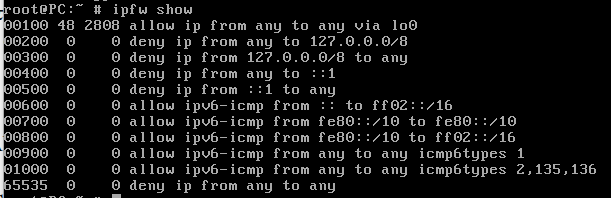 root@PC:~ # ipfw show
00100 48 2808 allow ip from any to any via lo0
00200  0    0 deny ip from any to 127.0.0.0/8
00300  0    0 deny ip from 127.0.0.0/8 to any
00400  0    0 deny ip from any to ::1
00500  0    0 deny ip from ::1 to any
00600  0    0 allow ipv6-icmp from :: to ff02::/16
00700  0    0 allow ipv6-icmp from fe80::/10 to fe80::/10
00800  0    0 allow ipv6-icmp from fe80::/10 to ff02::/16
00900  0    0 allow ipv6-icmp from any to any icmp6types 1
01000  0    0 allow ipv6-icmp from any to any icmp6types 2,135,136
65535  0    0 deny ip from any to any
root@PC:~ #